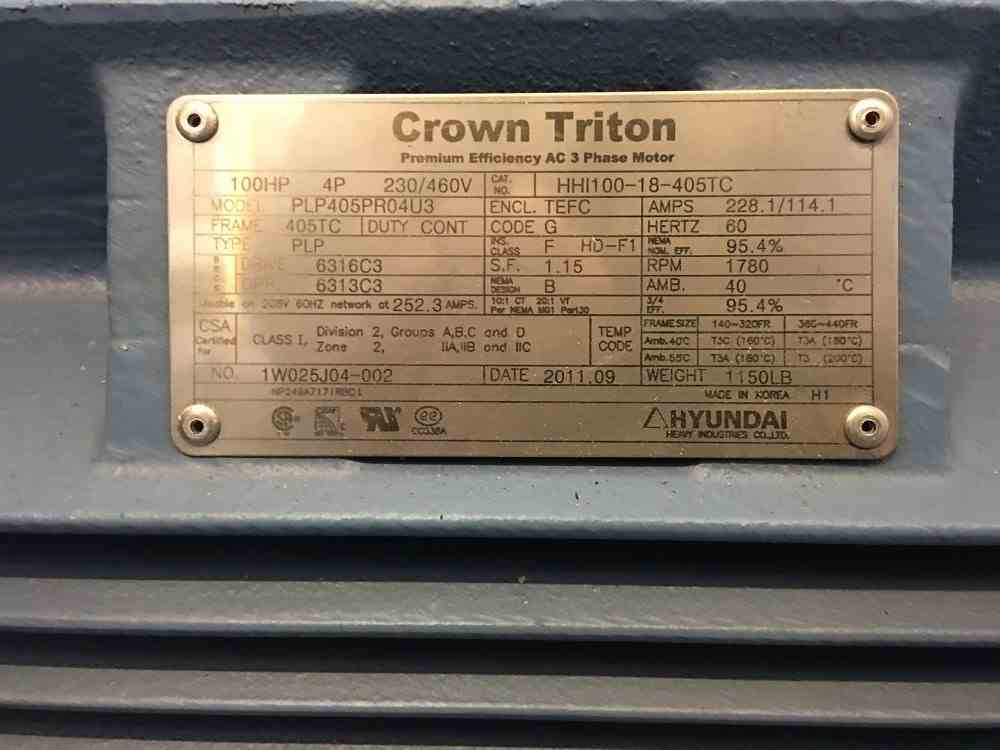 Crown Triton
Premium Efficiency AC 3 Phase Motor
100HP 4P 230/460V CAT. NO. HHI100-18-405TC
MODEL PLP405PR04U3 ENCL. TEFC AMPS 228.1/114.1
FRAME 405TC DUTY CONT CODE G HERTZ 60
TYPE PLP INS. CLASS F HD-F1 NEMA NOM. EFF. 95.4%
DRIVE 6316C3 S.F. 1.15 RPM 1780
OPP. 6313C3 NEMA DESIGN B AMB. 40 °C
Usable on 208V 60HZ network at 252.3 AMPS. 10:1 CT 20:1 VT Per NEMA MG1 Part30 3/4 EFF. 95.4%
CSA Certified for CLASS I, Division 2, Groups A,B,C and D TEMP CODE FRAME SIZE 140~320FR 360~440FR
Zone 2, IIA,IIB and IIC Amb.40°C T3C (160°C) T3A (180°C)
Amb.55°C T3A (180°C) T3 (200°C)
NO. 1W025J04-002 DATE 2011.09 WEIGHT 1150LB
MADE IN KOREA H1
ee
CC038A
HYUNDAI
HEAVY INDUSTRIES CO.,LTD.